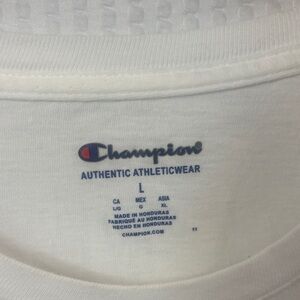 Champion
AUTHENTIC ATHLETICWEAR
L
CA MEX ASIA
L/G G XL
MADE IN HONDURAS
FABRIQUÉ AU HONDURAS
HECHO EN HONDURAS
CHAMPION.COM